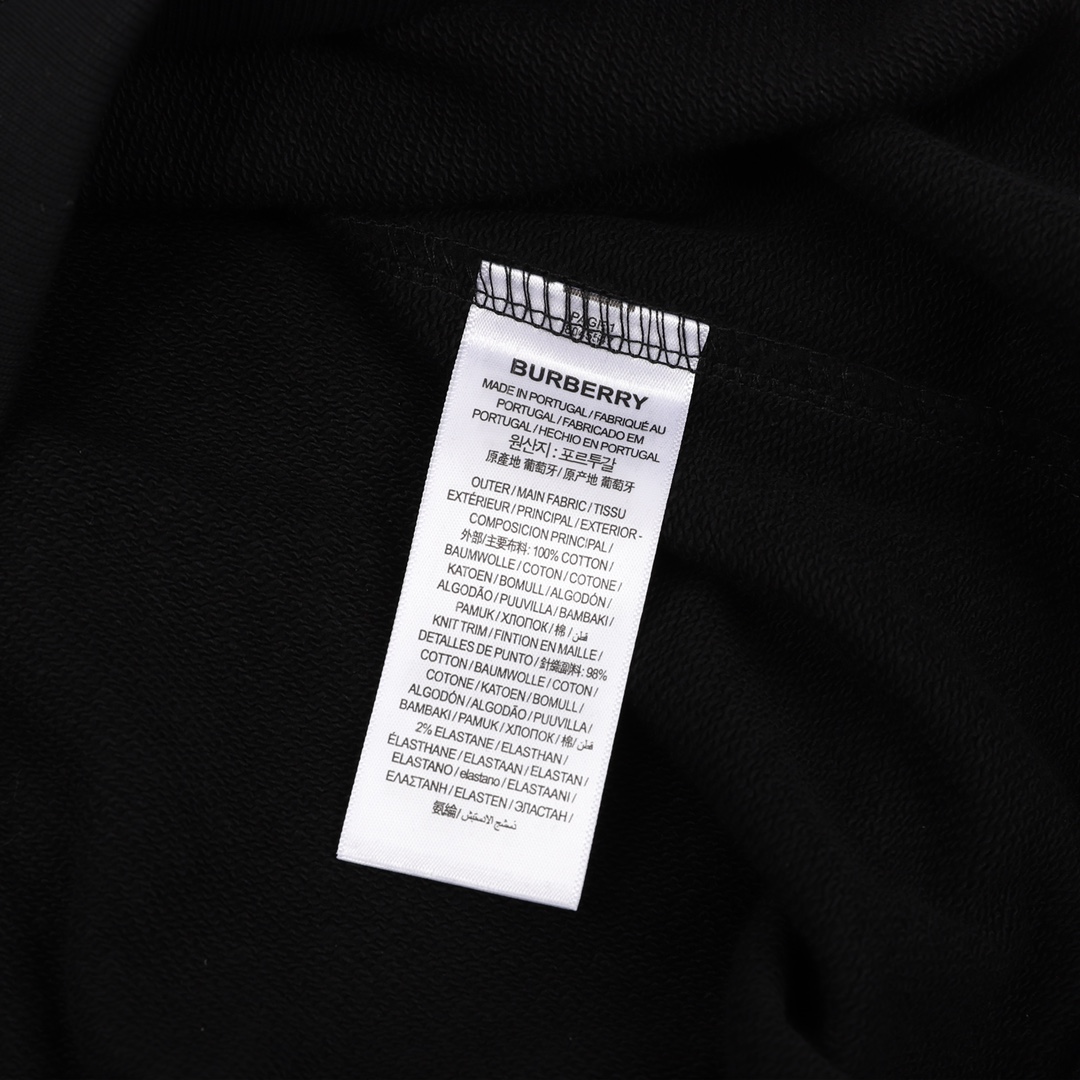 PAGE 1
BURBERRY
MADE IN PORTUGAL / FABRIQUÉ AU
PORTUGAL / FABRICADO EM
PORTUGAL / HECHIO EN PORTUGAL
원산지 : 포르투갈
原產地 葡萄牙 / 原产地 葡萄牙
OUTER / MAIN FABRIC / TISSU
EXTÉRIEUR / PRINCIPAL / EXTERIOR -
COMPOSICION PRINCIPAL /
外部/主要布料: 100% COTTON /
BAUMWOLLE / COTON / COTONE /
KATOEN / BOMULL / ALGODÓN /
ALGODÃO / PUUVILLA / BAMBAKI /
PAMUK / ХЛОПОК / 棉 / قطن
KNIT TRIM / FINTION EN MAILLE /
DETALLES DE PUNTO / 針織副料: 98%
COTTON / BAUMWOLLE / COTON /
COTONE / KATOEN / BOMULL /
ALGODÓN / ALGODÃO / PUUVILLA /
BAMBAKI / PAMUK / ХЛОПОК / 棉/ قطن
2% ELASTANE / ELASTHAN /
ÉLASTHANE / ELASTAAN / ELASTAN /
ELASTANO / elastano / ELASTAANI /
ΕΛΑΣΤΑΝΗ / ELASTEN / ЭЛАСТАН /
氨綸 /